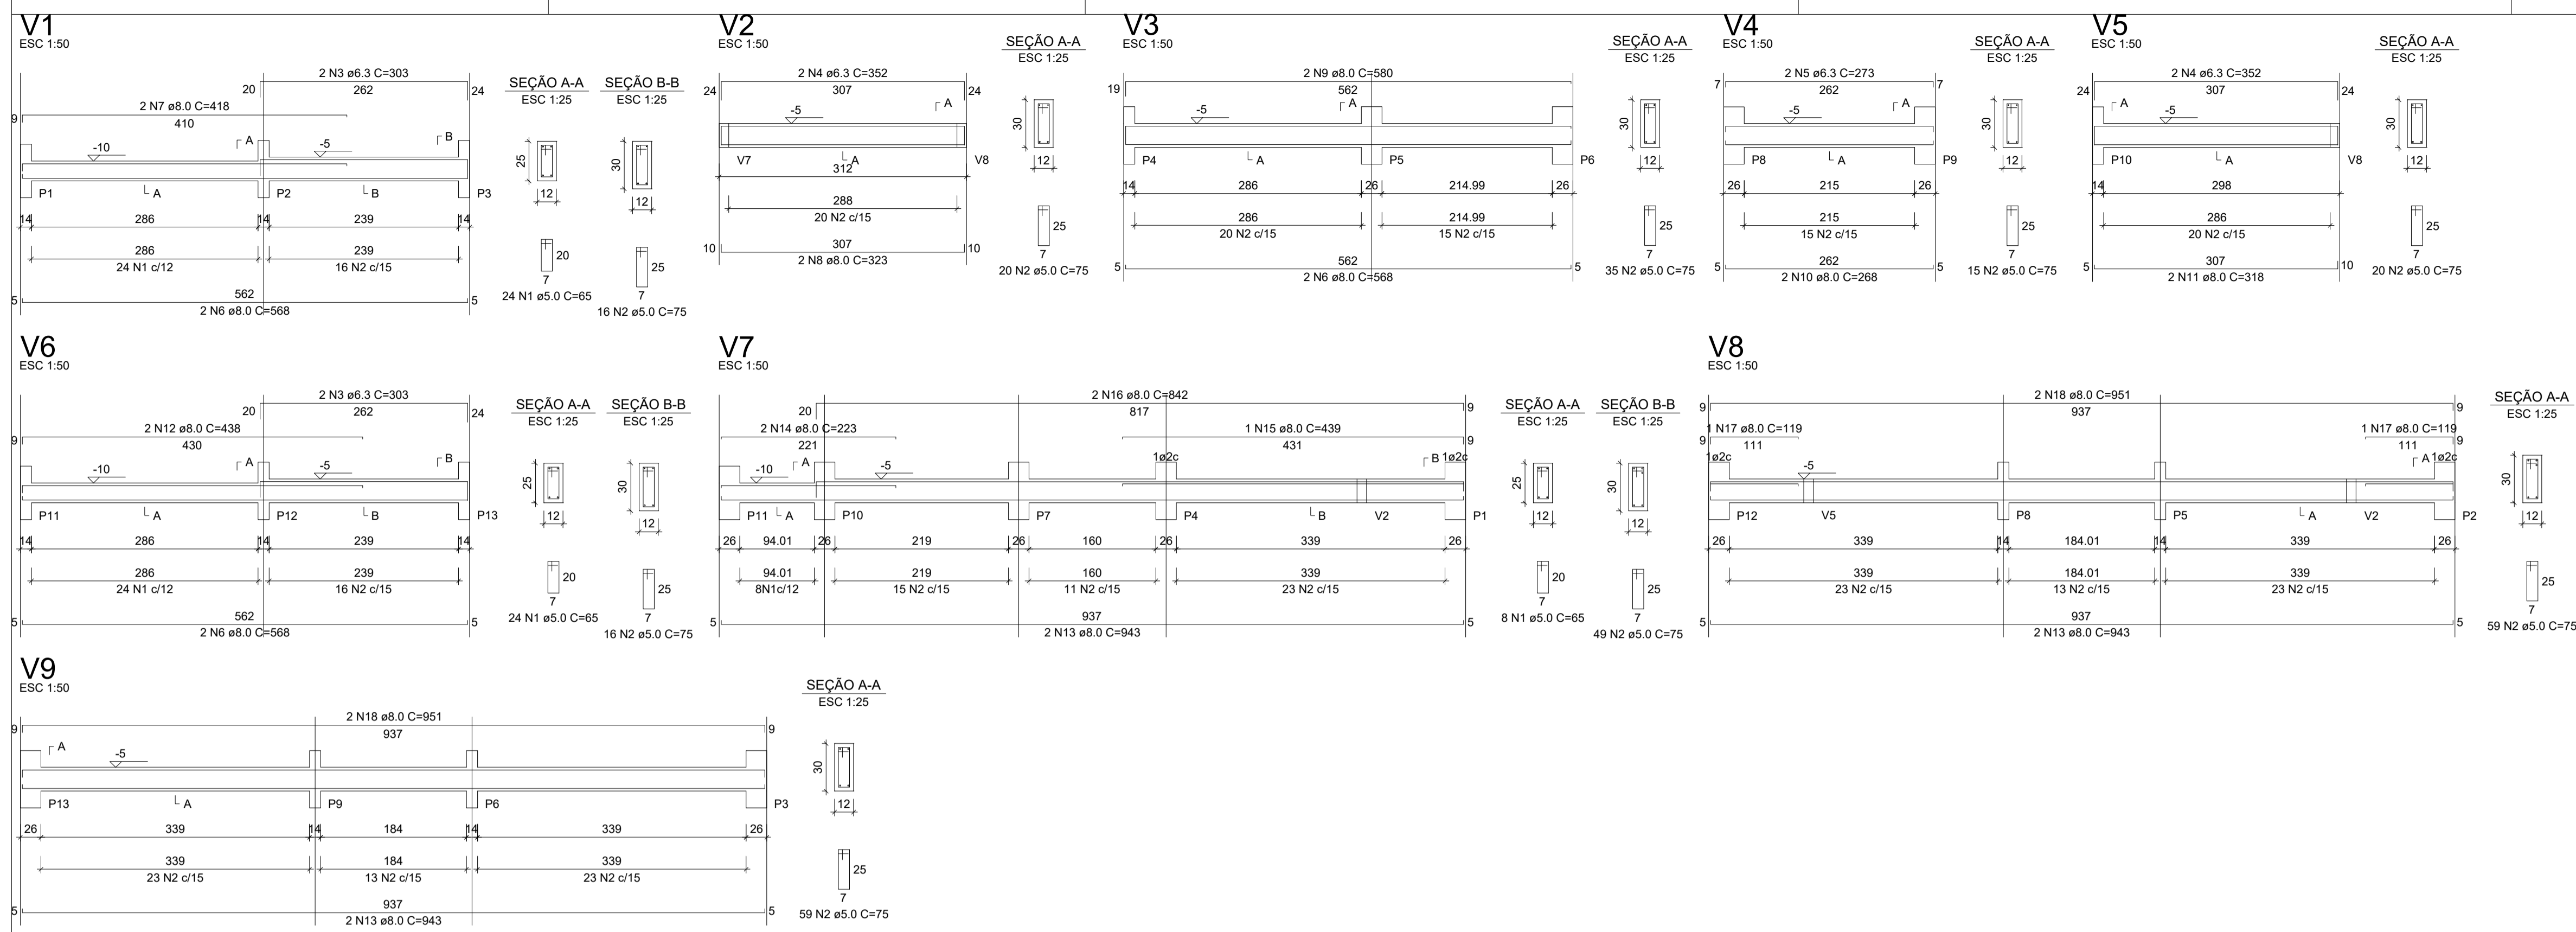 V1
ESC 1:50
2 N3 ø6.3 C=303
20 262 24
2 N7 ø8.0 C=418
9 410
A B
-10 -5
P1 A P2 B P3
14 286 14 239 14
286 239
24 N1 c/12 16 N2 c/15
562
5 5
2 N6 ø8.0 C=568
SEÇÃO A-A
ESC 1:25
25
12
20
7
24 N1 ø5.0 C=65
SEÇÃO B-B
ESC 1:25
30
12
25
7
16 N2 ø5.0 C=75
V2
ESC 1:50
2 N4 ø6.3 C=352
24 307 24
A
-5
V7 A V8
312
288
20 N2 c/15
10 307 10
2 N8 ø8.0 C=323
SEÇÃO A-A
ESC 1:25
30
12
25
7
20 N2 ø5.0 C=75
V3
ESC 1:50
2 N9 ø8.0 C=580
19 562
A
-5
P4 A P5 P6
14 286 26 214.99 26
286 214.99
20 N2 c/15 15 N2 c/15
5 562 5
2 N6 ø8.0 C=568
SEÇÃO A-A
ESC 1:25
30
12
25
7
35 N2 ø5.0 C=75
V4
ESC 1:50
2 N5 ø6.3 C=273
7 262 7
A
-5
P8 A P9
26 215 26
215
15 N2 c/15
5 262 5
2 N10 ø8.0 C=268
SEÇÃO A-A
ESC 1:25
30
12
25
7
15 N2 ø5.0 C=75
V5
ESC 1:50
2 N4 ø6.3 C=352
24 307 24
A
-5
P10 A V8
14 298
286
20 N2 c/15
5 307 10
2 N11 ø8.0 C=318
SEÇÃO A-A
ESC 1:25
30
12
25
7
20 N2 ø5.0 C=75
V6
ESC 1:50
2 N3 ø6.3 C=303
20 262 24
2 N12 ø8.0 C=438
9 430
A B
-10 -5
P11 A P12 B P13
14 286 14 239 14
286 239
24 N1 c/12 16 N2 c/15
562
5 5
2 N6 ø8.0 C=568
SEÇÃO A-A
ESC 1:25
25
12
20
7
24 N1 ø5.0 C=65
SEÇÃO B-B
ESC 1:25
30
12
25
7
16 N2 ø5.0 C=75
V7
ESC 1:50
2 N16 ø8.0 C=842
20 817 9
2 N14 ø8.0 C=223 1 N15 ø8.0 C=439
221 431 9
1ø2c B 1ø2c
-10 A -5
P11 A P10 P7 P4 B V2 P1
26 94.01 26 219 26 160 26 339 26
94.01 219 160 339
8N1c/12 15 N2 c/15 11 N2 c/15 23 N2 c/15
5 937 5
2 N13 ø8.0 C=943
SEÇÃO A-A
ESC 1:25
25
12
20
7
8 N1 ø5.0 C=65
SEÇÃO B-B
ESC 1:25
30
12
25
7
49 N2 ø5.0 C=75
V8
ESC 1:50
2 N18 ø8.0 C=951
9 937 9
1 N17 ø8.0 C=119 1 N17 ø8.0 C=119
9 111 111 9
1ø2c A 1ø2c
-5
P12 V5 P8 P5 A V2 P2
26 339 14 184.01 14 339 26
339 184.01 339
23 N2 c/15 13 N2 c/15 23 N2 c/15
5 937 5
2 N13 ø8.0 C=943
SEÇÃO A-A
ESC 1:25
30
12
25
7
59 N2 ø5.0 C=75
V9
ESC 1:50
2 N18 ø8.0 C=951
9 937 9
A
-5
P13 A P9 P6 P3
26 339 14 184 14 339 26
339 184 339
23 N2 c/15 13 N2 c/15 23 N2 c/15
5 937 5
2 N13 ø8.0 C=943
SEÇÃO A-A
ESC 1:25
30
12
25
7
59 N2 ø5.0 C=75